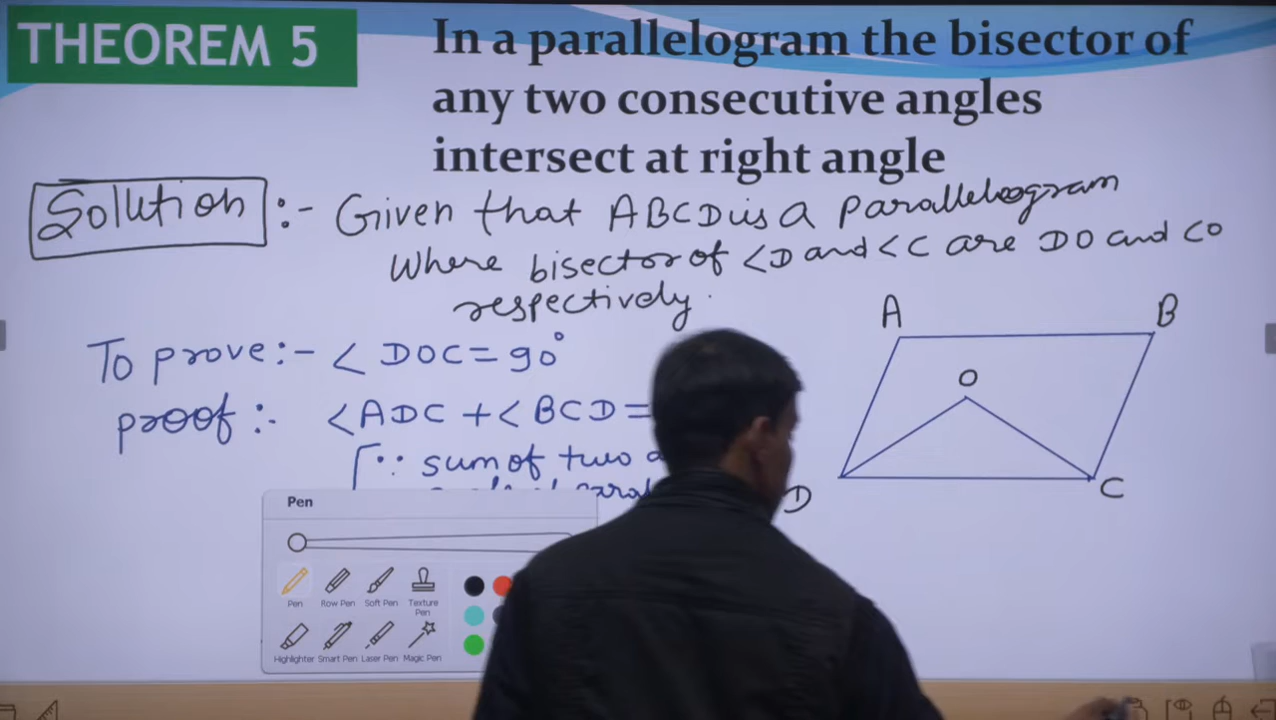 THEOREM 5
In a parallelogram the bisector of
any two consecutive angles
intersect at right angle
Solution :- Given that ABCD is a parallelogram
Where bisector of <D and <C are DO and CO
respectively.
To prove:- < DOC = 90°
proof :- <ADC + < BCD =
[∵ sum of two
A
B
O
D
C
Pen
Pen
Row Pen
Soft Pen
Texture Pen
Highlighter
Smart Pen
Laser Pen
Magic Pen